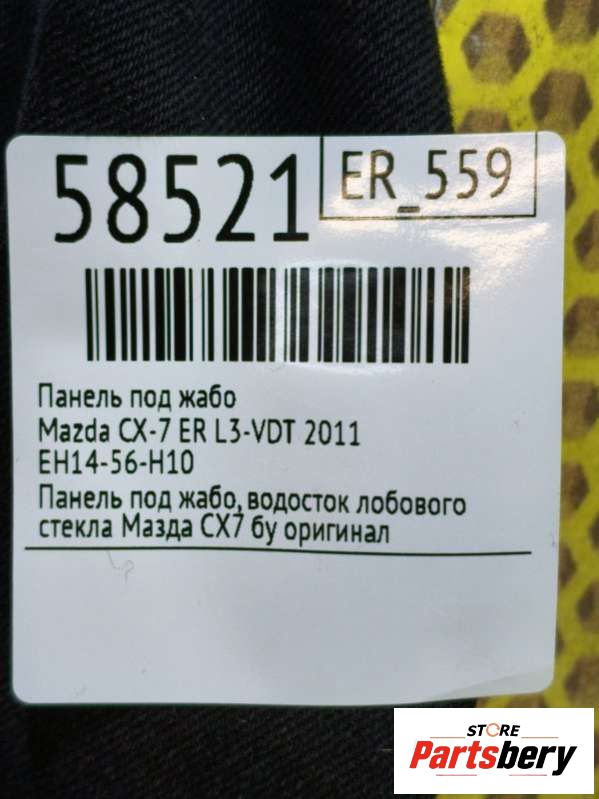 58521
ER_559
Панель под жабо
Mazda CX-7 ER L3-VDT 2011
EH14-56-H10
Панель под жабо, водосток лобового
стекла Мазда СХ7 бу оригинал
STORE
Partsbery